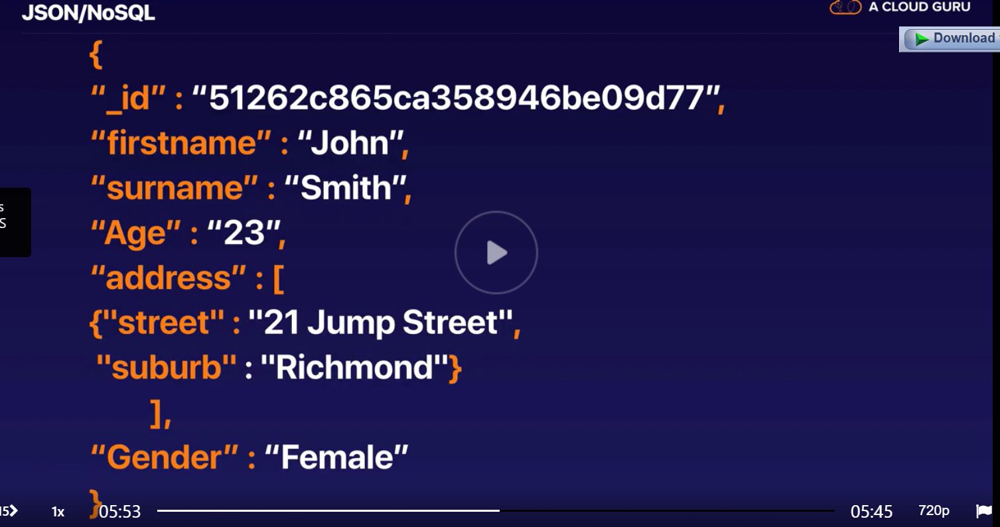 JSON/NoSQL
A CLOUD GURU
Download
{
“_id” : “51262c865ca358946be09d77”,
“firstname” : “John”,
“surname” : “Smith”,
“Age” : “23”,
“address” : [
{"street" : "21 Jump Street",
"suburb" : "Richmond"}
],
“Gender” : “Female”
}
s
S
15
1x
05:53
05:45
720p